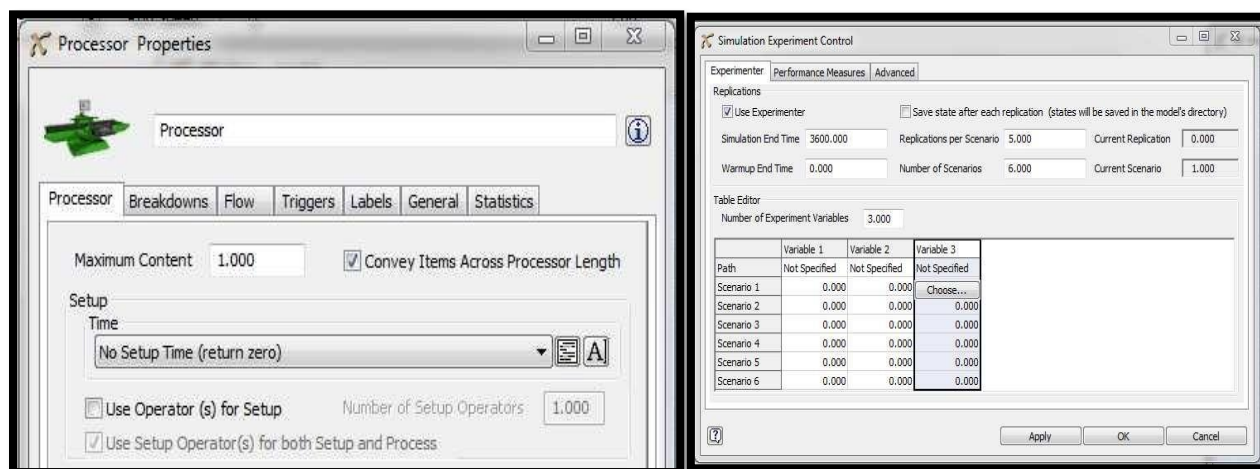 Processor Properties
Processor
Processor Breakdowns Flow Triggers Labels General Statistics
Maximum Content 1.000 Convey Items Across Processor Length
Setup
Time
No Setup Time (return zero)
A
Use Operator (s) for Setup Number of Setup Operators 1.000
Use Setup Operator(s) for both Setup and Process
Simulation Experiment Control
Experimenter Performance Measures Advanced
Replications
Use Experimenter Save state after each replication (states will be saved in the model's directory)
Simulation End Time 3600.000 Replications per Scenario 5.000 Current Replication 0.000
Warmup End Time 0.000 Number of Scenarios 6.000 Current Scenario 1.000
Table Editor
Number of Experiment Variables 3.000
Variable 1 Variable 2 Variable 3
Path Not Specified Not Specified Not Specified
Scenario 1 0.000 0.000 Choose...
Scenario 2 0.000 0.000 0.000
Scenario 3 0.000 0.000 0.000
Scenario 4 0.000 0.000 0.000
Scenario 5 0.000 0.000 0.000
Scenario 6 0.000 0.000 0.000
? Apply OK Cancel